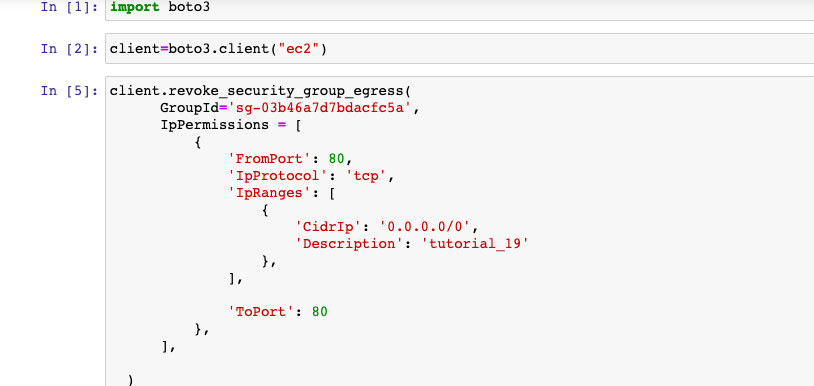 In [1]: import boto3
In [2]: client=boto3.client("ec2")
In [5]: client.revoke_security_group_egress(
GroupId='sg-03b46a7d7bdacfc5a',
IpPermissions = [
{
'FromPort': 80,
'IpProtocol': 'tcp',
'IpRanges': [
{
'CidrIp': '0.0.0.0/0',
'Description': 'tutorial_19'
},
],
'ToPort': 80
},
],
)